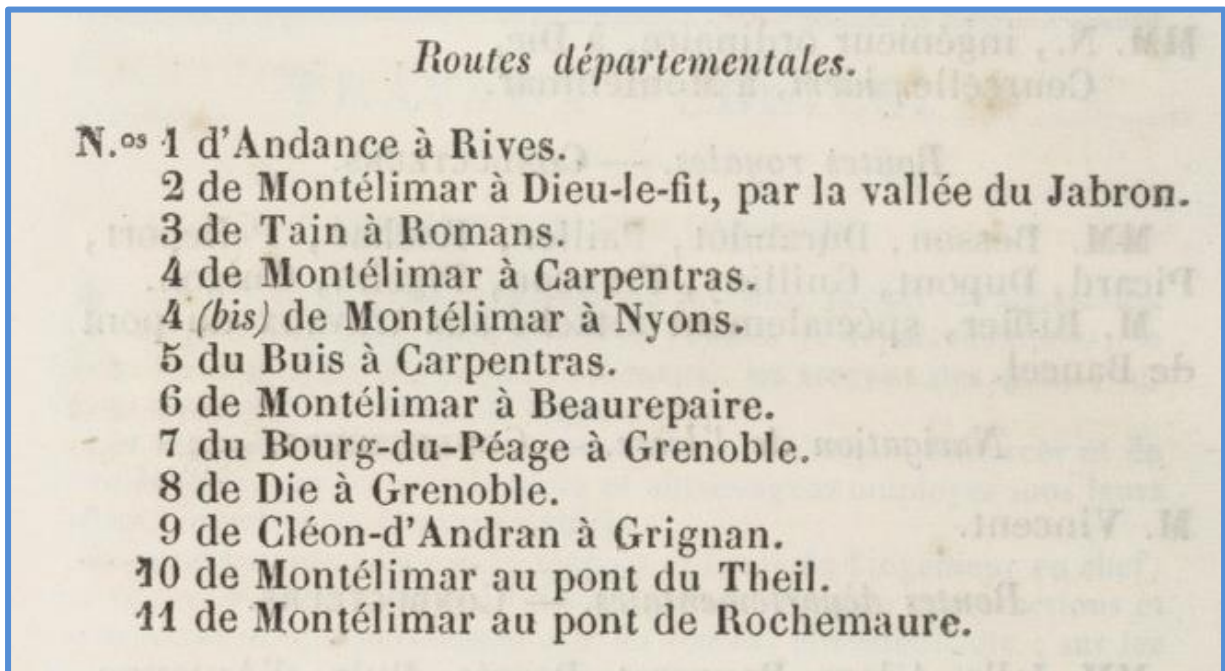 Routes départementales.
N.os 1 d'Andance à Rives.
2 de Montélimar à Dieu-le-fit, par la vallée du Jabron.
3 de Tain à Romans.
4 de Montélimar à Carpentras.
4 (bis) de Montélimar à Nyons.
5 du Buis à Carpentras.
6 de Montélimar à Beaurepaire.
7 du Bourg-du-Péage à Grenoble.
8 de Die à Grenoble.
9 de Cléon-d'Andran à Grignan.
10 de Montélimar au pont du Theil.
11 de Montélimar au pont de Rochemaure.